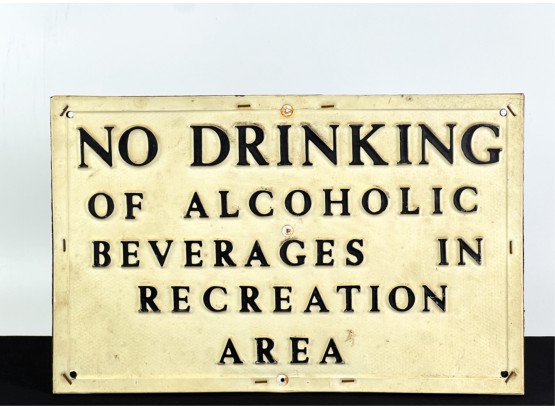 NO DRINKING
OF ALCOHOLIC
BEVERAGES IN
RECREATION
AREA